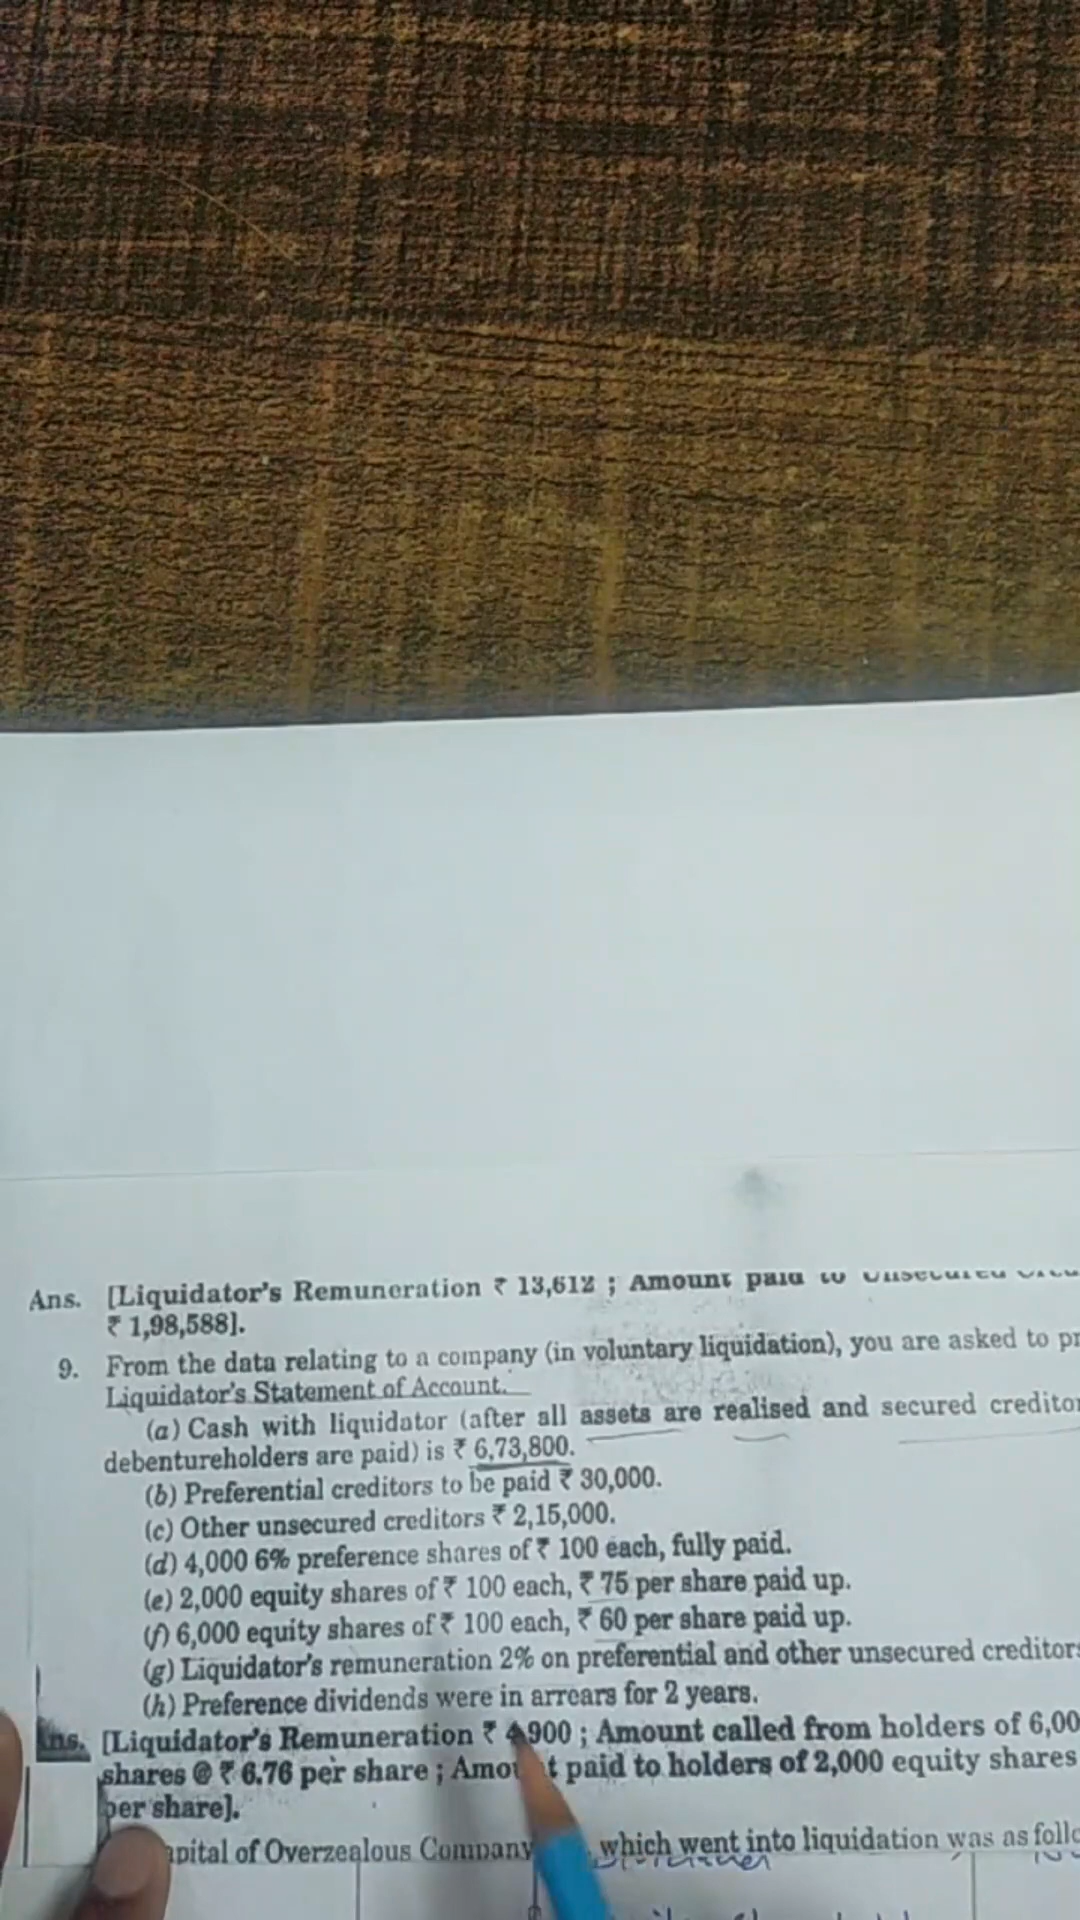 Ans. [Liquidator's Remuneration ₹ 13,612 ; Amount paid to Unsecured
₹ 1,98,588].
9. From the data relating to a company (in voluntary liquidation), you are asked to
Liquidator's Statement of Account.
(a) Cash with liquidator (after all assets are realised and secured
debentureholders are paid) is ₹ 6,73,800.
(b) Preferential creditors to be paid ₹ 30,000.
(c) Other unsecured creditors ₹ 2,15,000.
(d) 4,000 6% preference shares of ₹ 100 each, fully paid.
(e) 2,000 equity shares of ₹ 100 each, ₹ 75 per share paid up.
(f) 6,000 equity shares of ₹ 100 each, ₹ 60 per share paid up.
(g) Liquidator's remuneration 2% on preferential and other unsecured creditors
(h) Preference dividends were in arrears for 2 years.
[Liquidator's Remuneration ₹ 4,900 ; Amount called from holders of
shares @ ₹ 6.76 per share ; paid to holders of 2,000 equity shares
per share].
of Overzealous Company which went into liquidation was as